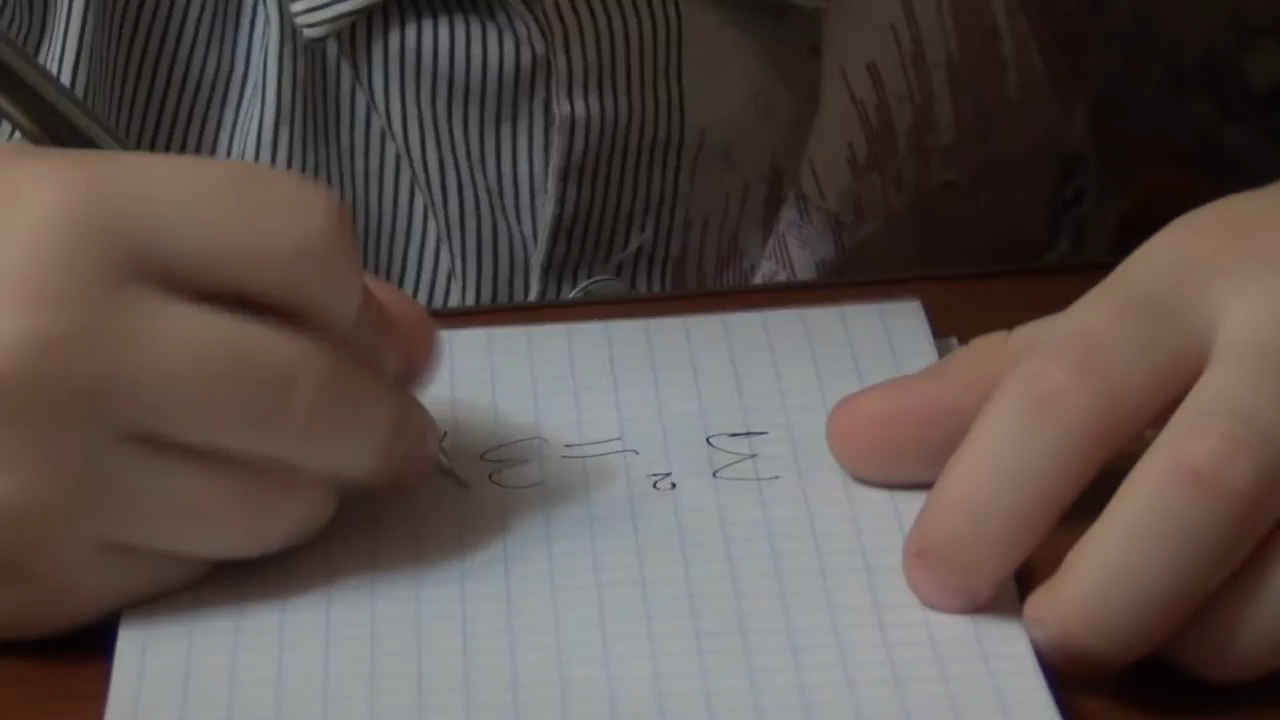 3² = 3